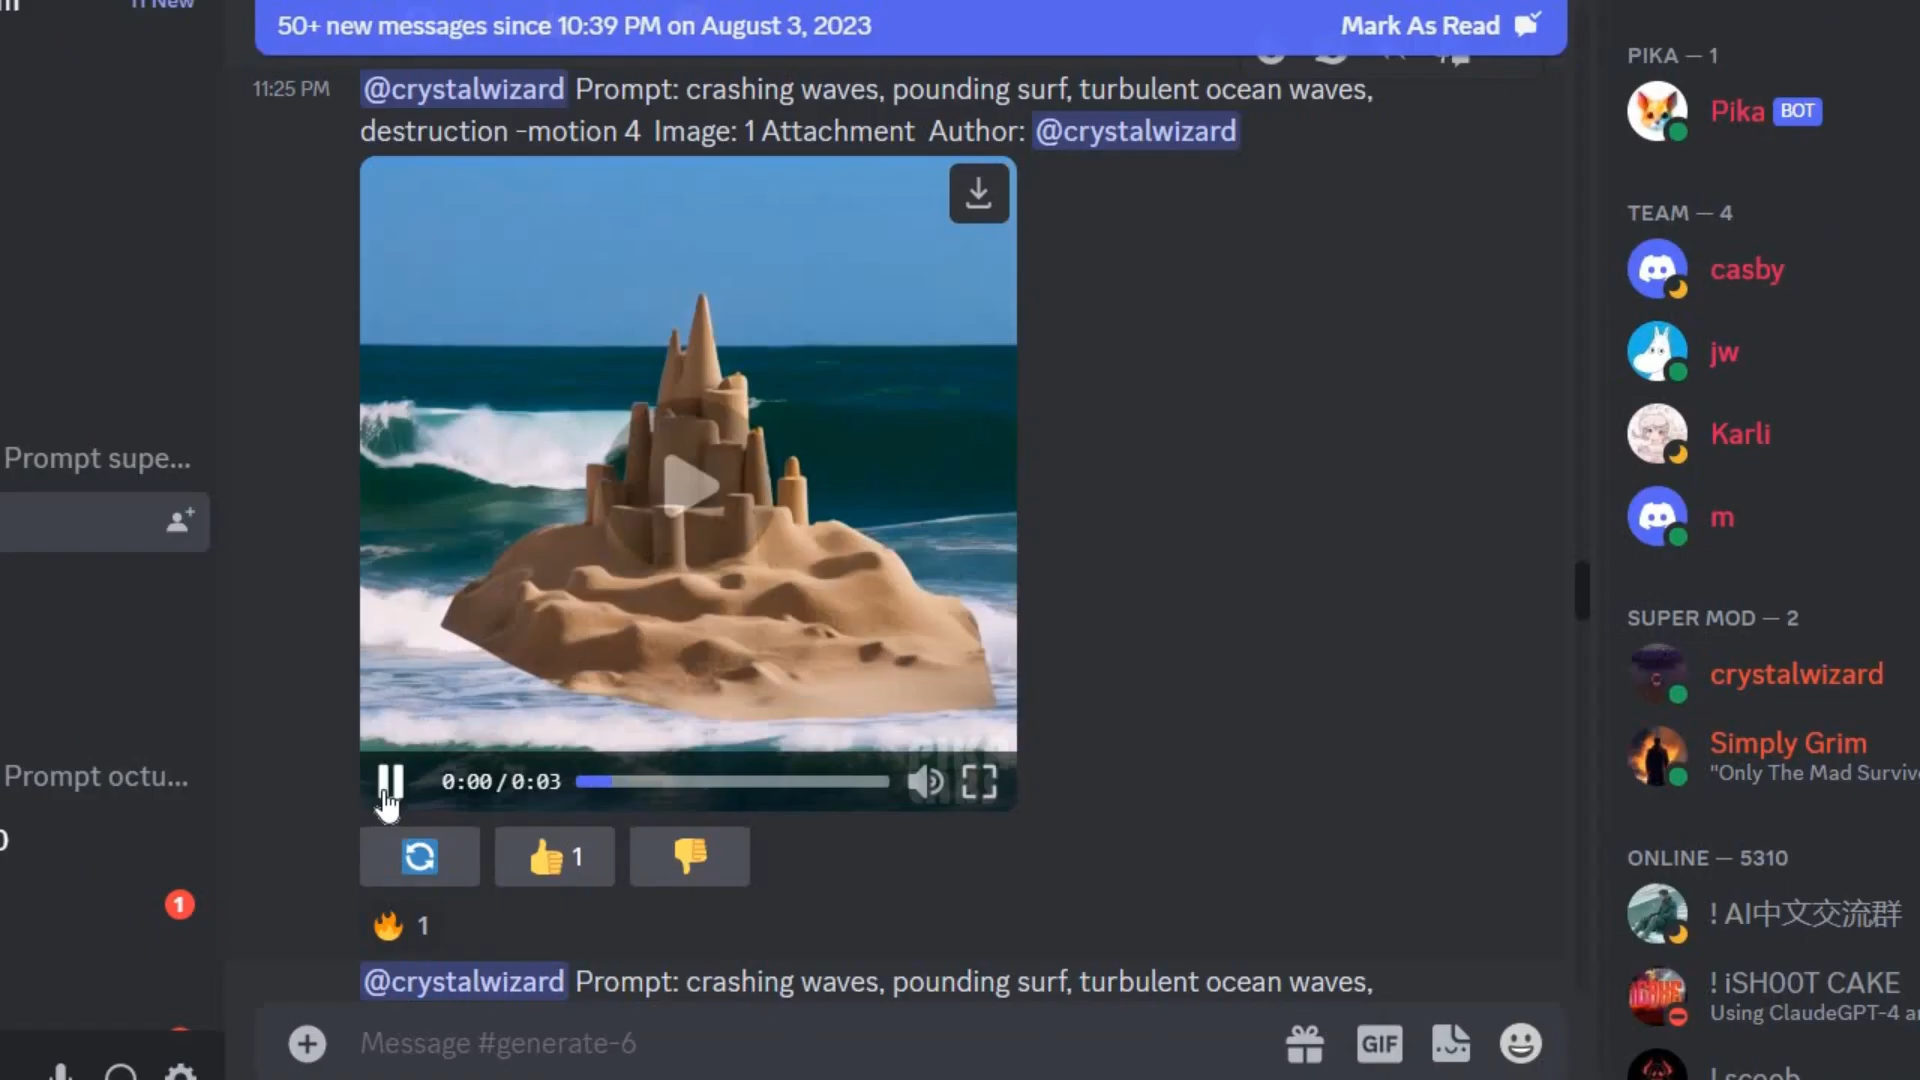 11 New
50+ new messages since 10:39 PM on August 3, 2023
Mark As Read
11:25 PM
@crystalwizard Prompt: crashing waves, pounding surf, turbulent ocean waves,
destruction -motion 4 Image: 1 Attachment Author: @crystalwizard
0:00/0:03
1
1
@crystalwizard Prompt: crashing waves, pounding surf, turbulent ocean waves,
Message #generate-6
GIF
Prompt supe...
Prompt octu...
1
PIKA — 1
Pika BOT
TEAM — 4
casby
jw
Karli
m
SUPER MOD — 2
crystalwizard
Simply Grim
"Only The Mad Survive
ONLINE — 5310
! AI中文交流群
! iSH00T CAKE
Using ClaudeGPT-4 a
! scoob